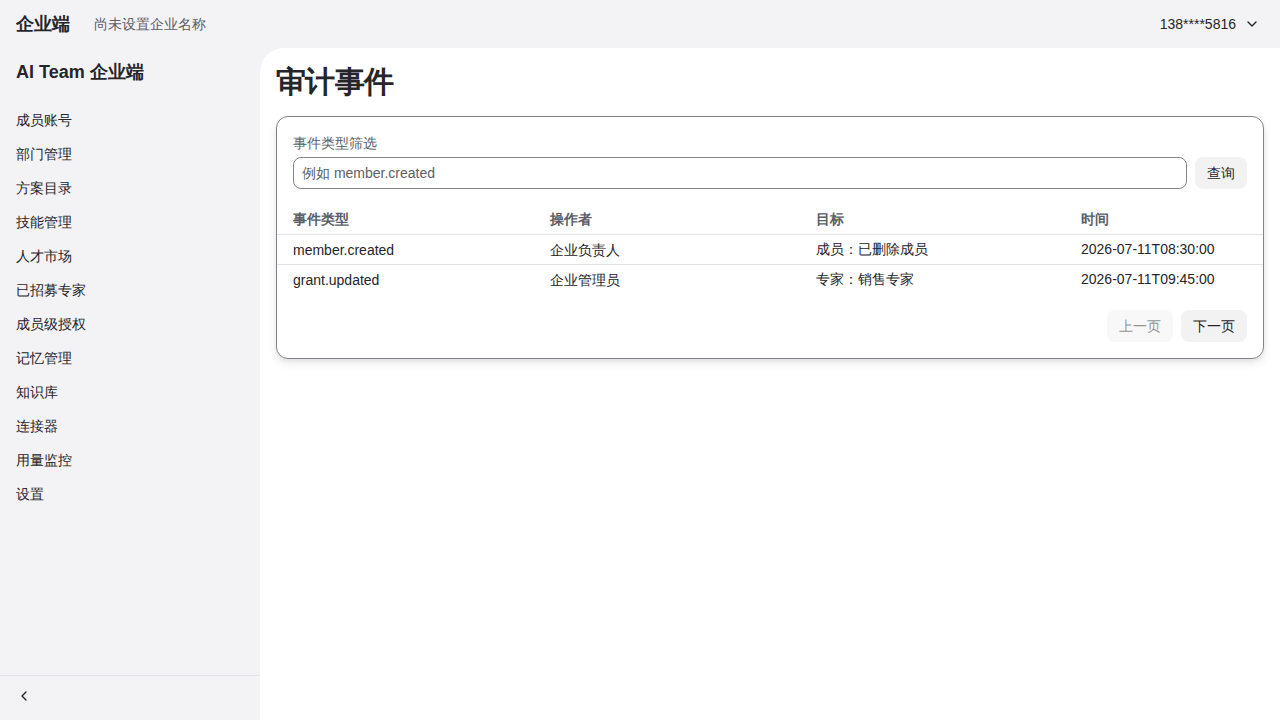 企业端 尚未设置企业名称 138****5816
AI Team 企业端
成员账号
部门管理
方案目录
技能管理
人才市场
已招募专家
成员级授权
记忆管理
知识库
连接器
用量监控
设置
审计事件
事件类型筛选
例如 member.created 查询
事件类型 操作者 目标 时间
member.created 企业负责人 成员：已删除成员 2026-07-11T08:30:00
grant.updated 企业管理员 专家：销售专家 2026-07-11T09:45:00
上一页 下一页